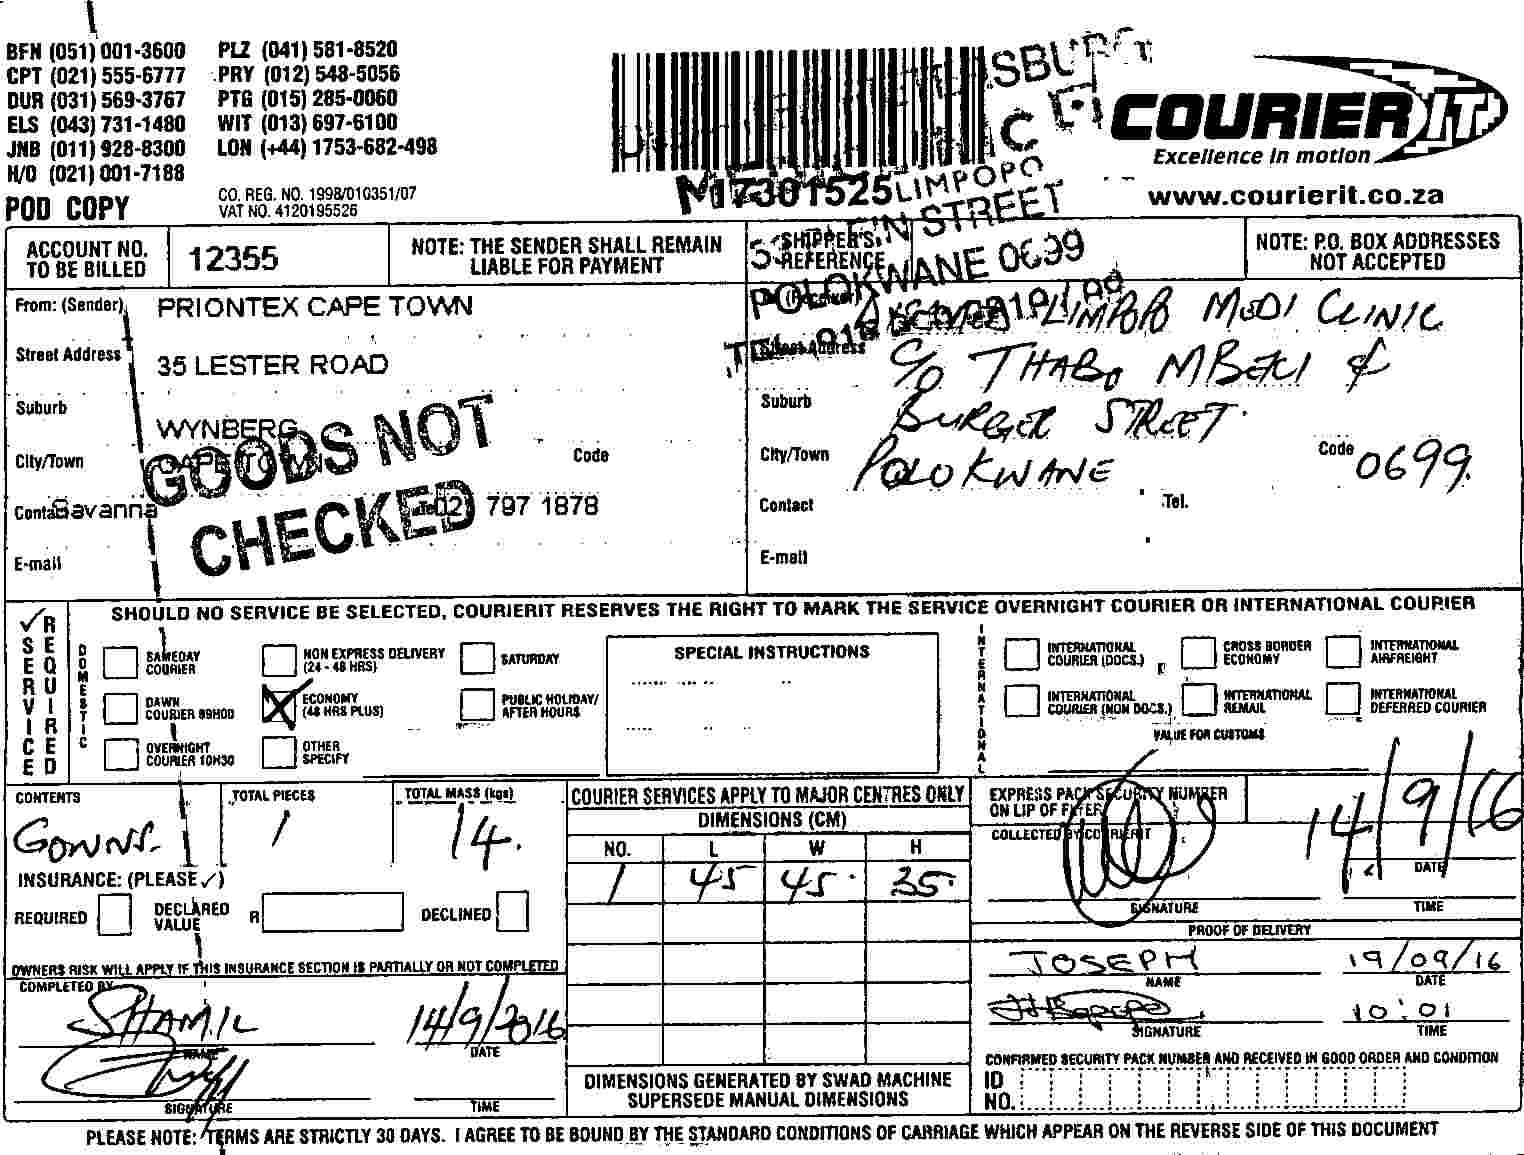 BFN (051) 001-3600 PLZ (041) 581-8520
CPT (021) 555-6777 PRY (012) 548-5056
DUR (031) 569-3767 PTG (015) 285-0060
ELS (043) 731-1480 WIT (013) 697-6100
JNB (011) 928-8300 LON (+44) 1753-682-498
H/O (021) 001-7188
POD COPY
CO. REG. NO. 1998/010351/07
VAT NO. 4120195526
M17301525
COURIER IT
Excellence in motion
www.courierit.co.za
LIMPOPO
STREET
POLOKWANE 0699
TEL
ACCOUNT NO. TO BE BILLED
12355
NOTE: THE SENDER SHALL REMAIN LIABLE FOR PAYMENT
SHIPPER'S REFERENCE
NOTE: P.O. BOX ADDRESSES NOT ACCEPTED
From: (Sender) PRIONTEX CAPE TOWN
Street Address 35 LESTER ROAD
Suburb WYNBERG
City/Town CAPE TOWN Code
Contact Savanna Tel. 021 797 1878
E-mail
GOODS NOT
CHECKED
(Receiver) LIMPOPO MEDI CLINIC
Street Address C/O THABO MBEKI &
Suburb BURGER STREET
City/Town POLOKWANE Code 0699
Contact Tel.
E-mail
SERVICE REQUIRED
SHOULD NO SERVICE BE SELECTED, COURIERIT RESERVES THE RIGHT TO MARK THE SERVICE OVERNIGHT COURIER OR INTERNATIONAL COURIER
DOMESTIC
SAMEDAY COURIER
NON EXPRESS DELIVERY (24 - 48 HRS)
SATURDAY
DAWN COURIER 09H00
ECONOMY (48 HRS PLUS)
PUBLIC HOLIDAY/ AFTER HOURS
OVERNIGHT COURIER 10H30
OTHER SPECIFY
SPECIAL INSTRUCTIONS
INTERNATIONAL
INTERNATIONAL COURIER (DOCS.)
CROSS BORDER ECONOMY
INTERNATIONAL AIRFREIGHT
INTERNATIONAL COURIER (NON DOCS.)
INTERNATIONAL REMAIL
INTERNATIONAL DEFERRED COURIER
VALUE FOR CUSTOMS
CONTENTS TOTAL PIECES TOTAL MASS (kgs)
GOWNS. 1 14.
INSURANCE: (PLEASE ✓)
REQUIRED DECLARED VALUE R DECLINED
OWNERS RISK WILL APPLY IF THIS INSURANCE SECTION IS PARTIALLY OR NOT COMPLETED
COMPLETED BY
SHAMIL 14/9/2016
NAME DATE
SIGNATURE TIME
COURIER SERVICES APPLY TO MAJOR CENTRES ONLY
DIMENSIONS (CM)
NO. L W H
1 45 45 35
DIMENSIONS GENERATED BY SWAD MACHINE
SUPERSEDE MANUAL DIMENSIONS
EXPRESS PACK SECURITY NUMBER
ON LIP OF FLYER
COLLECTED BY COURIERIT
14/9/16
DATE
SIGNATURE TIME
PROOF OF DELIVERY
JOSEPH 19/09/16
NAME DATE
10:01
SIGNATURE TIME
CONFIRMED SECURITY PACK NUMBER AND RECEIVED IN GOOD ORDER AND CONDITION
ID NO.
PLEASE NOTE: TERMS ARE STRICTLY 30 DAYS. I AGREE TO BE BOUND BY THE STANDARD CONDITIONS OF CARRIAGE WHICH APPEAR ON THE REVERSE SIDE OF THIS DOCUMENT